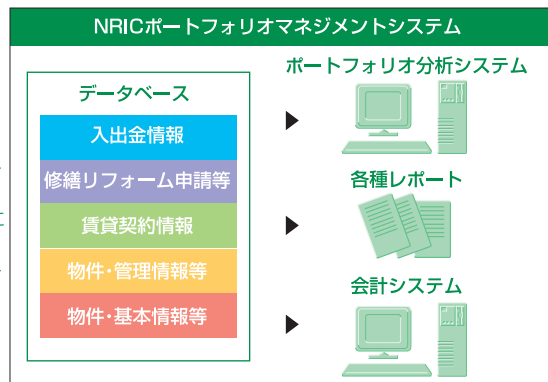 NRICポートフォリオマネジメントシステム
データベース
入出金情報
修繕リフォーム申請等
賃貸契約情報
物件・管理情報等
物件・基本情報等
ポートフォリオ分析システム
各種レポート
会計システム